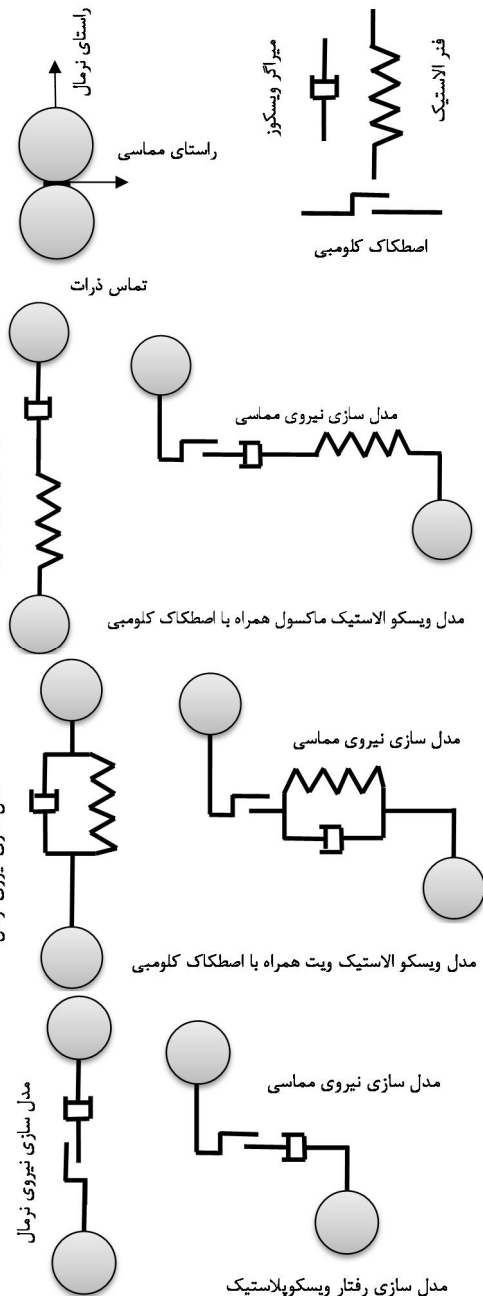 راستای نرمال
راستای مماسی
تماس ذرات
میراگر ویسکوز
فنر الاستیک
اصطکاک کلومبی
مدل سازی نیروی مماسی
مدل ویسکو الاستیک ماکسول همراه با اصطکاک کلومبی
مدل سازی نیروی مماسی
مدل ویسکو الاستیک ویت همراه با اصطکاک کلومبی
مدل سازی نیروی نرمال
مدل سازی نیروی مماسی
مدل سازی رفتار ویسکوپلاستیک